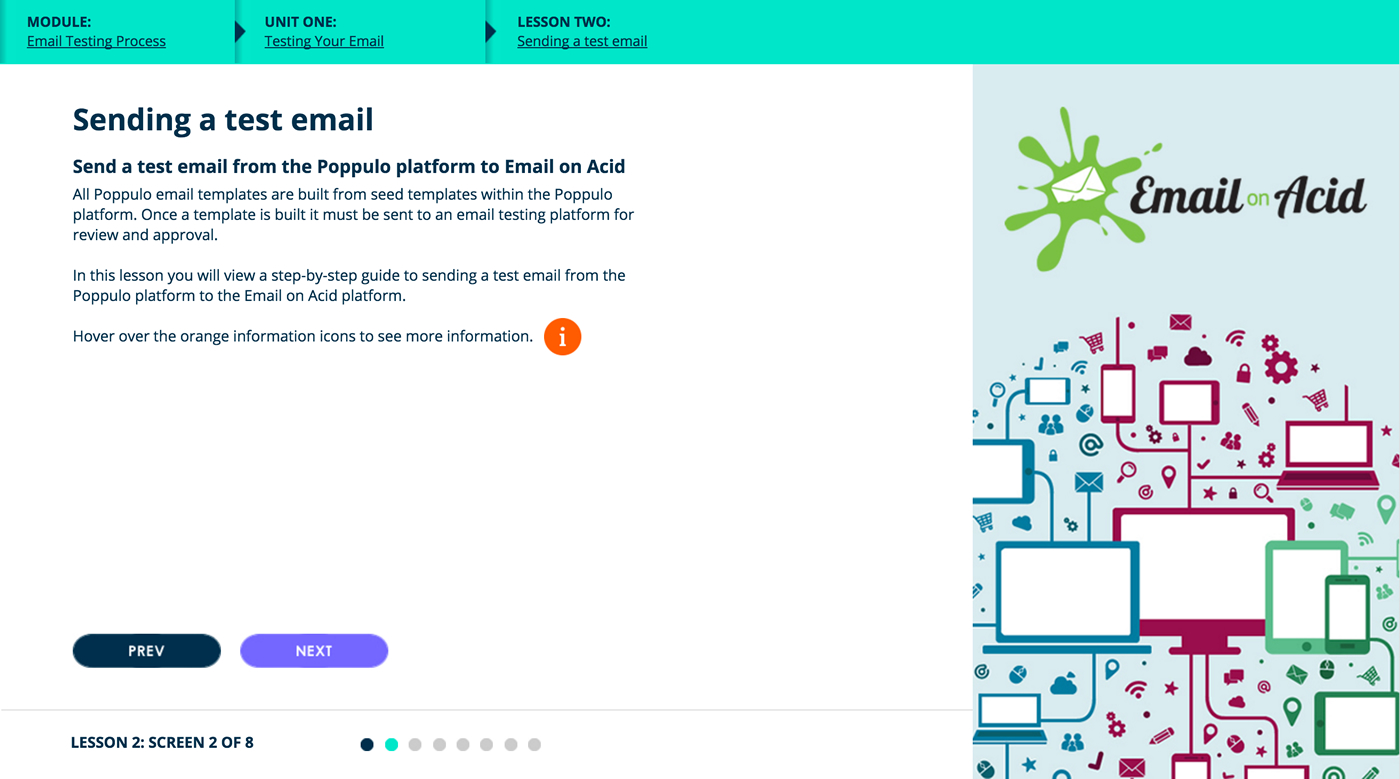 MODULE:
Email Testing Process
UNIT ONE:
Testing Your Email
LESSON TWO:
Sending a test email
Sending a test email
Send a test email from the Poppulo platform to Email on Acid
All Poppulo email templates are built from seed templates within the Poppulo
platform. Once a template is built it must be sent to an email testing platform for
review and approval.
In this lesson you will view a step-by-step guide to sending a test email from the
Poppulo platform to the Email on Acid platform.
Hover over the orange information icons to see more information.
i
PREV
NEXT
LESSON 2: SCREEN 2 OF 8
Email on Acid